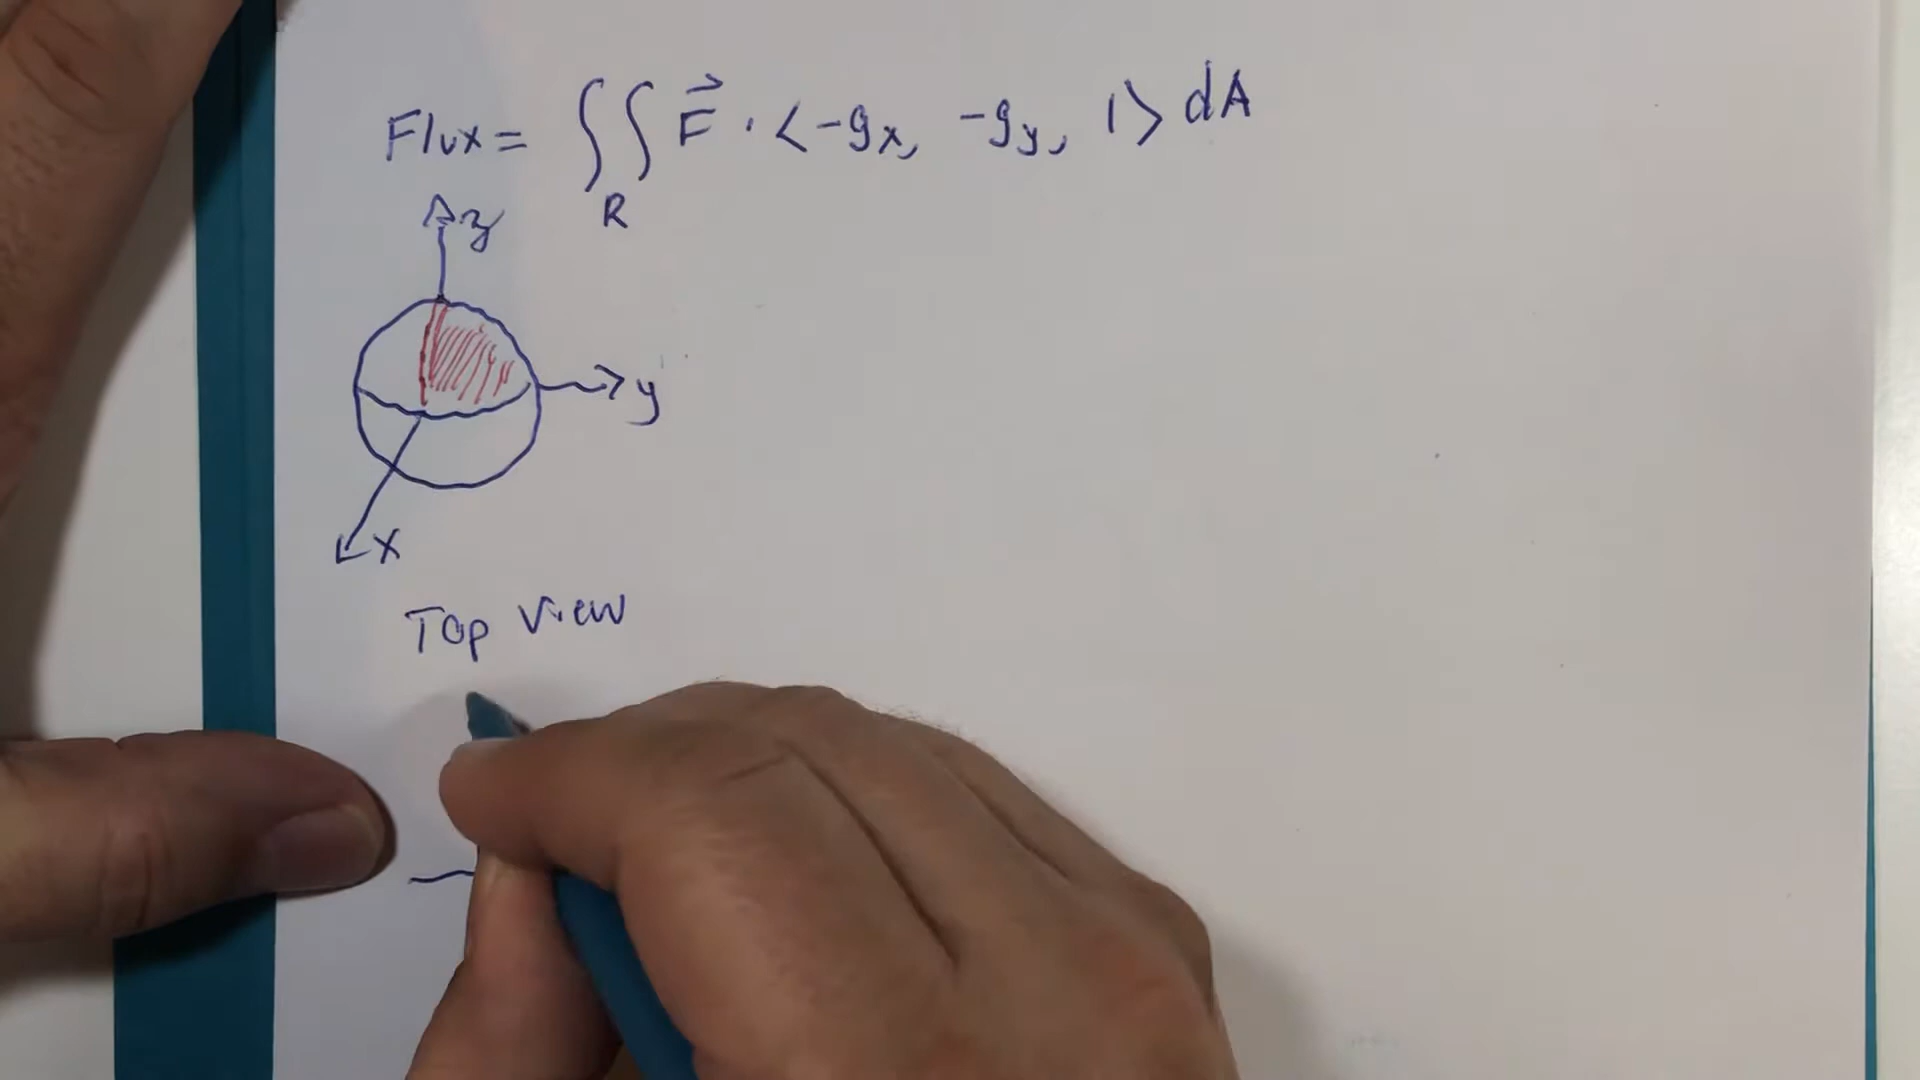 Flux = ∬ F⃗ · <-gx, -gy, 1> dA
R
z
y
x
Top View